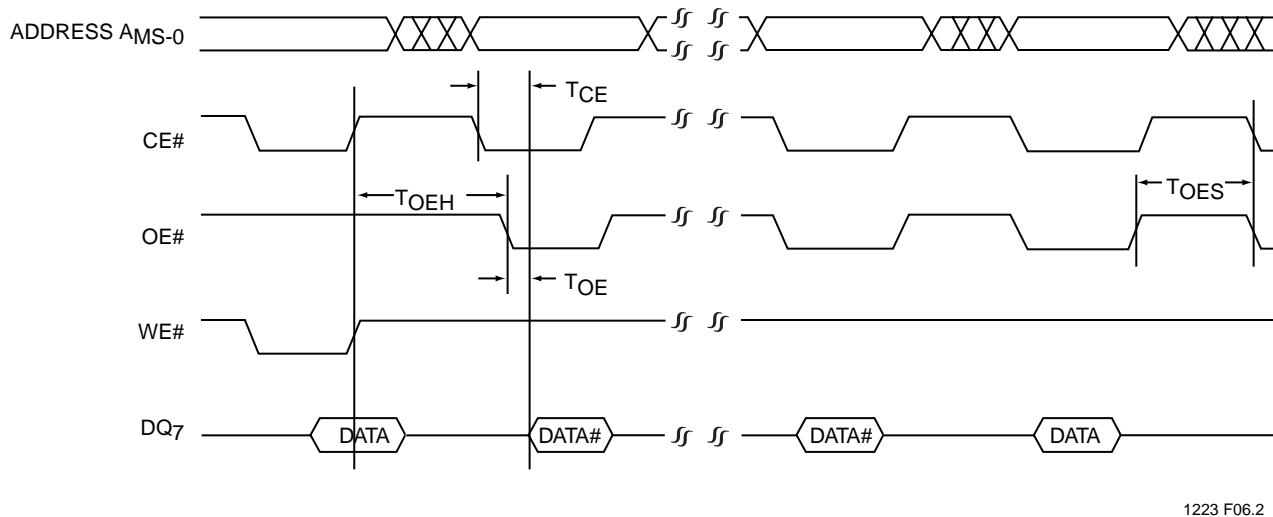 ADDRESS AMS-0
TCE
CE#
TOEH
TOES
OE#
TOE
WE#
DQ7
DATA
DATA#
DATA#
DATA
1223 F06.2